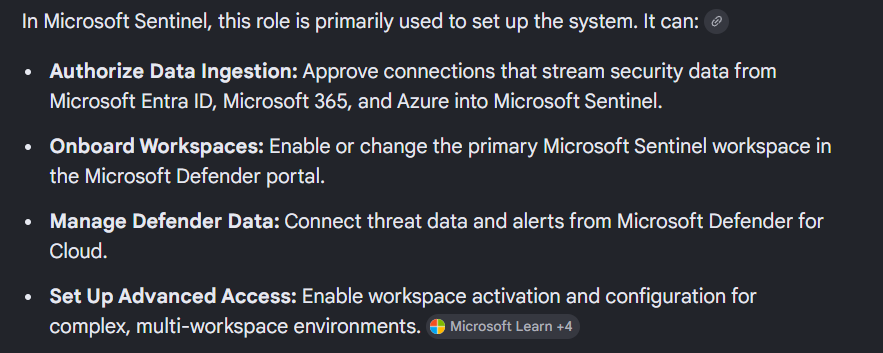 In Microsoft Sentinel, this role is primarily used to set up the system. It can:
• Authorize Data Ingestion: Approve connections that stream security data from
Microsoft Entra ID, Microsoft 365, and Azure into Microsoft Sentinel.
• Onboard Workspaces: Enable or change the primary Microsoft Sentinel workspace in
the Microsoft Defender portal.
• Manage Defender Data: Connect threat data and alerts from Microsoft Defender for
Cloud.
• Set Up Advanced Access: Enable workspace activation and configuration for
complex, multi-workspace environments. Microsoft Learn +4